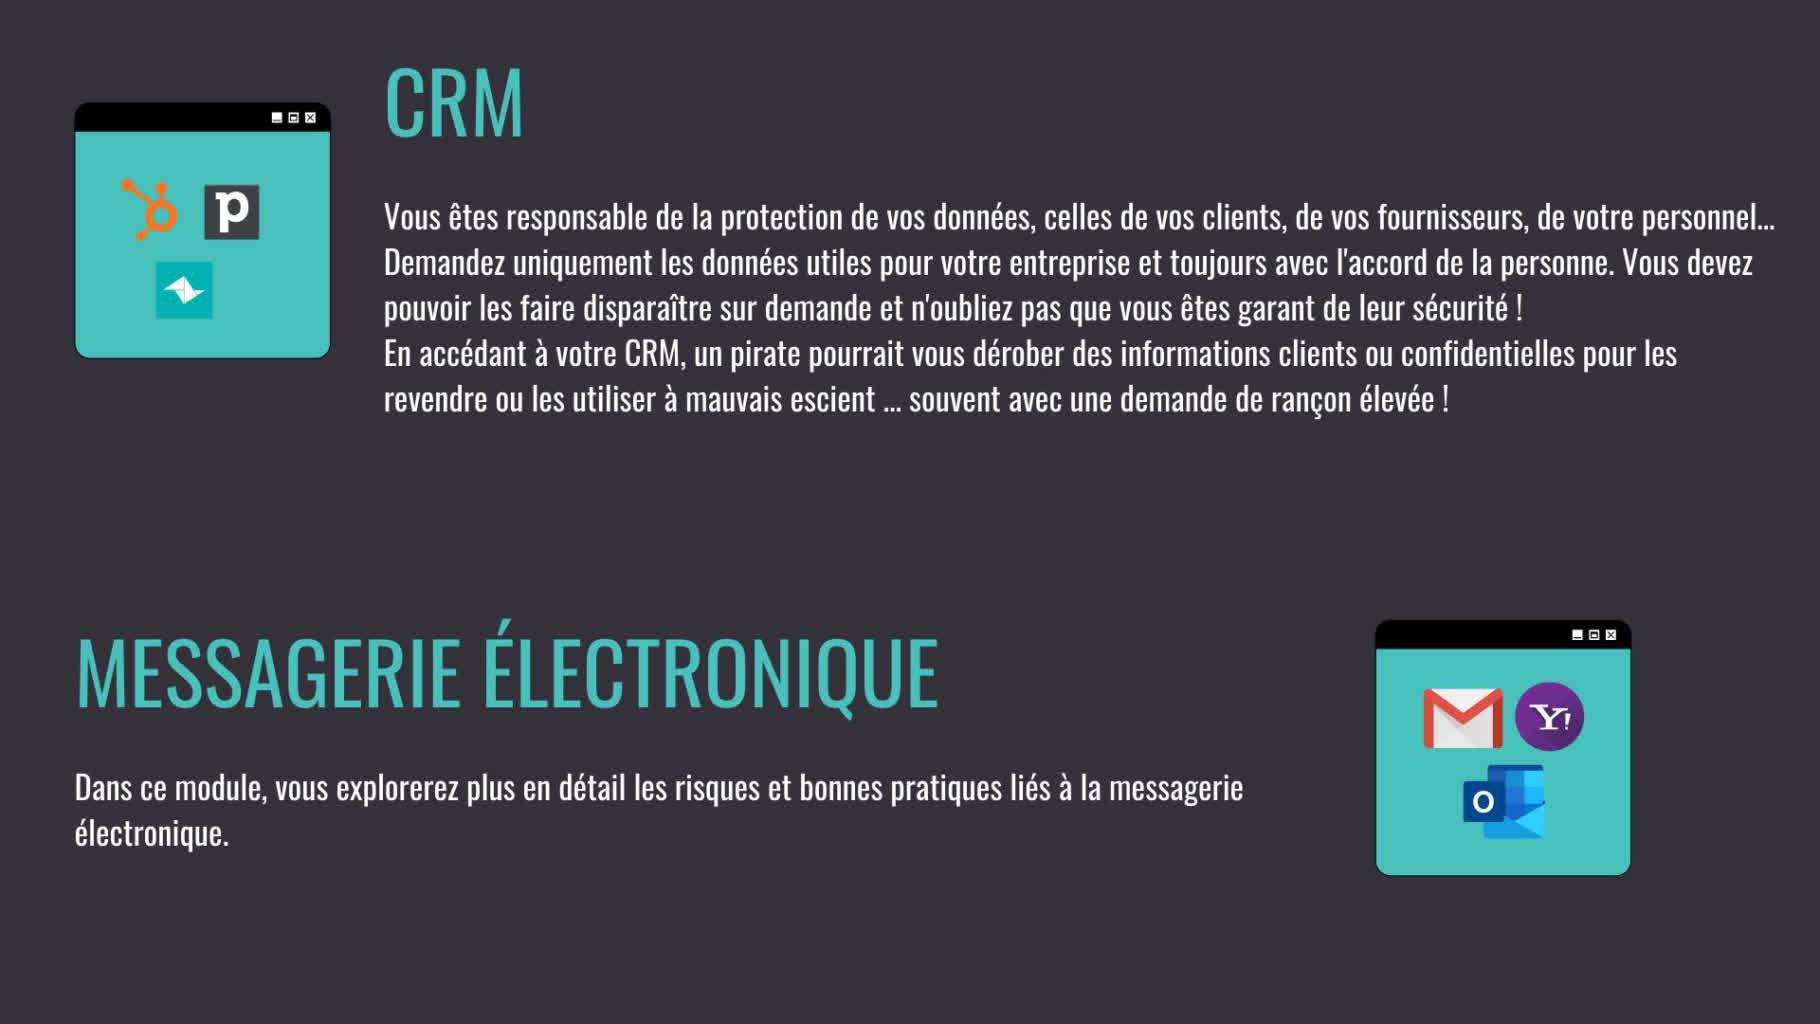 CRM
p
Vous êtes responsable de la protection de vos données, celles de vos clients, de vos fournisseurs, de votre personnel...
Demandez uniquement les données utiles pour votre entreprise et toujours avec l'accord de la personne. Vous devez
pouvoir les faire disparaître sur demande et n'oubliez pas que vous êtes garant de leur sécurité !
En accédant à votre CRM, un pirate pourrait vous dérober des informations clients ou confidentielles pour les
revendre ou les utiliser à mauvais escient ... souvent avec une demande de rançon élevée !
MESSAGERIE ÉLECTRONIQUE
Y!
O
Dans ce module, vous explorerez plus en détail les risques et bonnes pratiques liés à la messagerie
électronique.